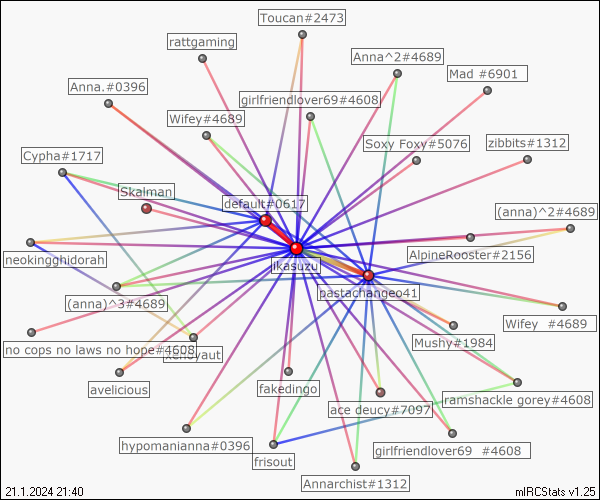 Toucan#2473
rattgaming
Anna^2#4689
Mad #6901
Anna.#0396
girlfriendlover69#4608
Wifey#4689
Soxy Foxy#5076
zibbits#1312
Cypha#1717
Skalman
default#0617
(anna)^2#4689
neokingghidorah
AlpineRooster#2156
jikasuzu
pastachangeo41
(anna)^3#4689
Wifey #4689
Mushy#1984
no cops no laws no hope#4608
xenoyaut
avelicious
fakedingo
ramshackle gorey#4608
ace deucy#7097
hypomanianna#0396
girlfriendlover69 #4608
frisout
Annarchist#1312
21.1.2024 21:40
mIRCStats v1.25